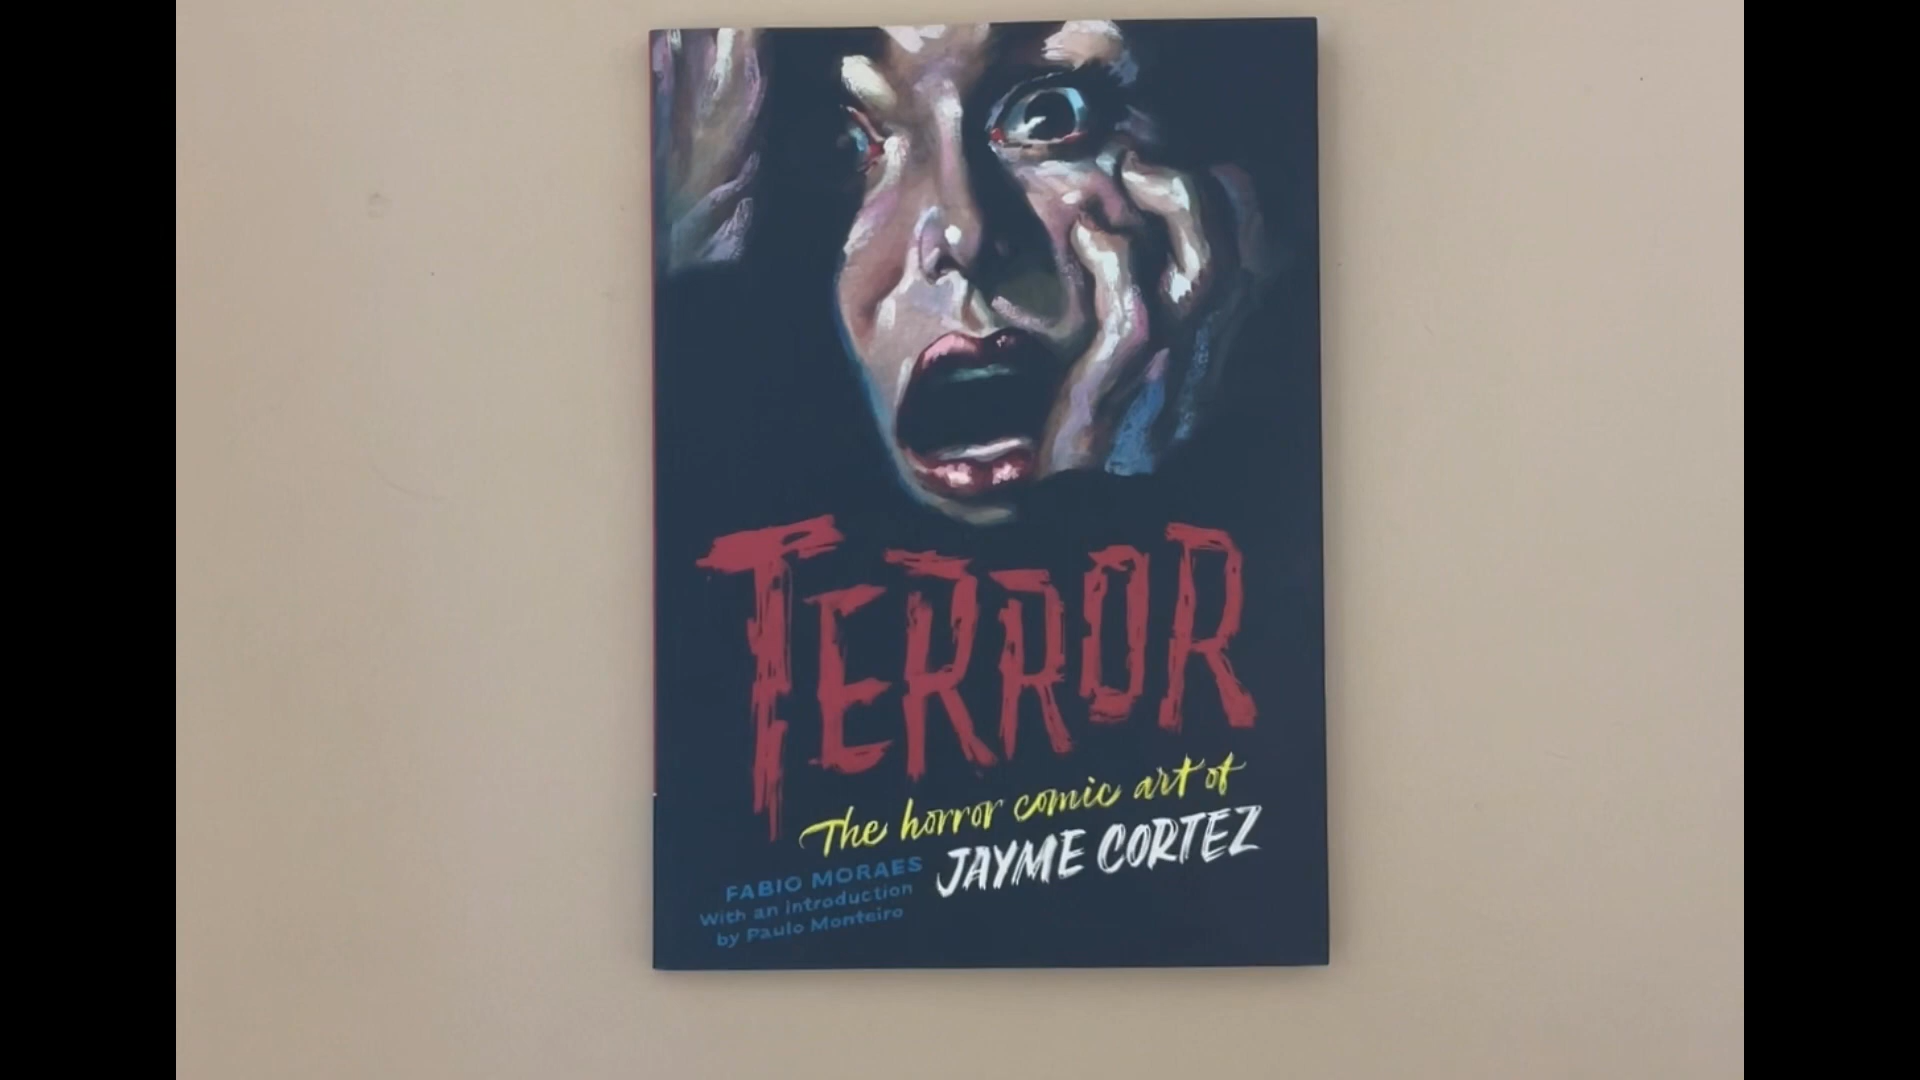 TERROR
The horror comic art of
JAYME CORTEZ
FABIO MORAES
With an introduction
by Paulo Monteiro